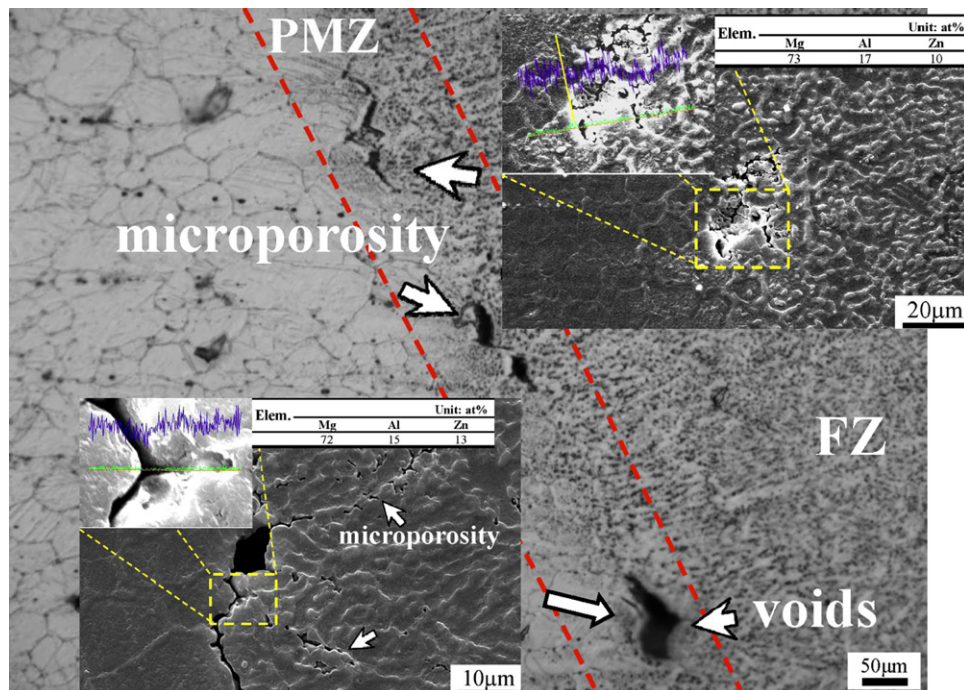 PMZ
Elem. Unit: at%
Mg Al Zn
73 17 10
microporosity
20μm
Elem. Unit: at%
Mg Al Zn
72 15 13
FZ
microporosity
voids
10μm
50μm